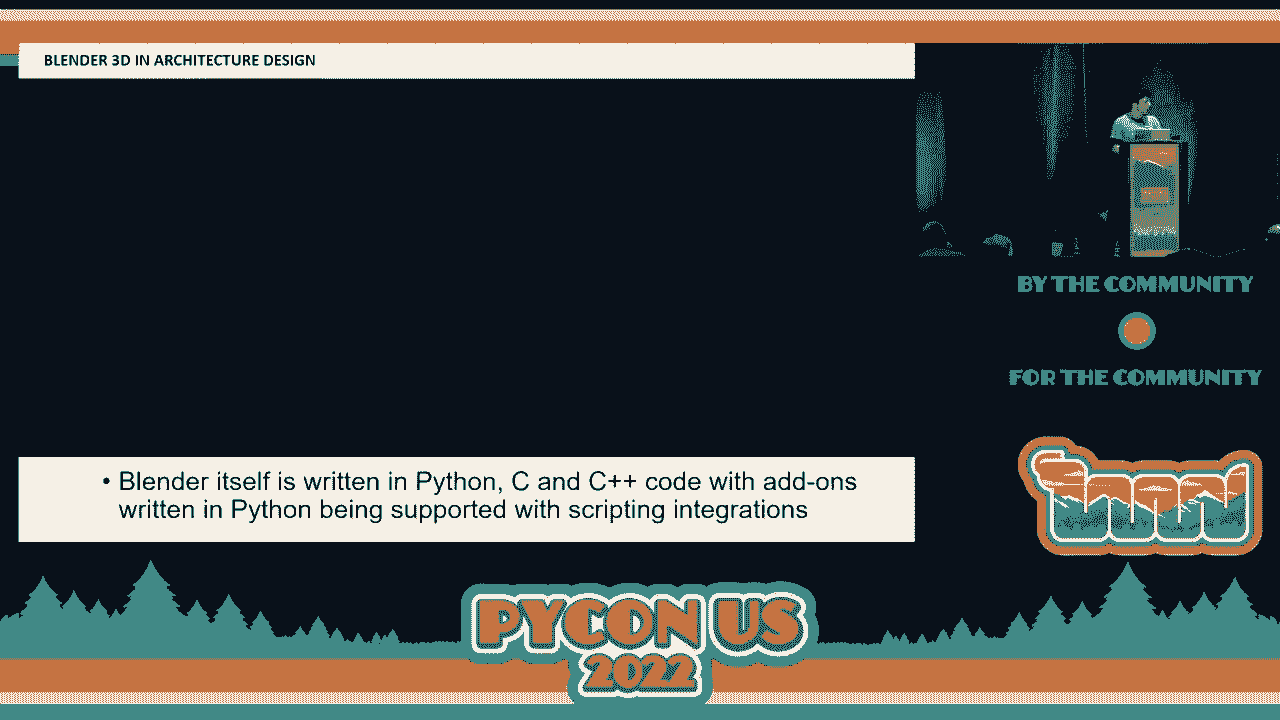 BLENDER 3D IN ARCHITECTURE DESIGN
BY THE COMMUNITY
FOR THE COMMUNITY
• Blender itself is written in Python, C and C++ code with add-ons
written in Python being supported with scripting integrations
PYCON US
2022